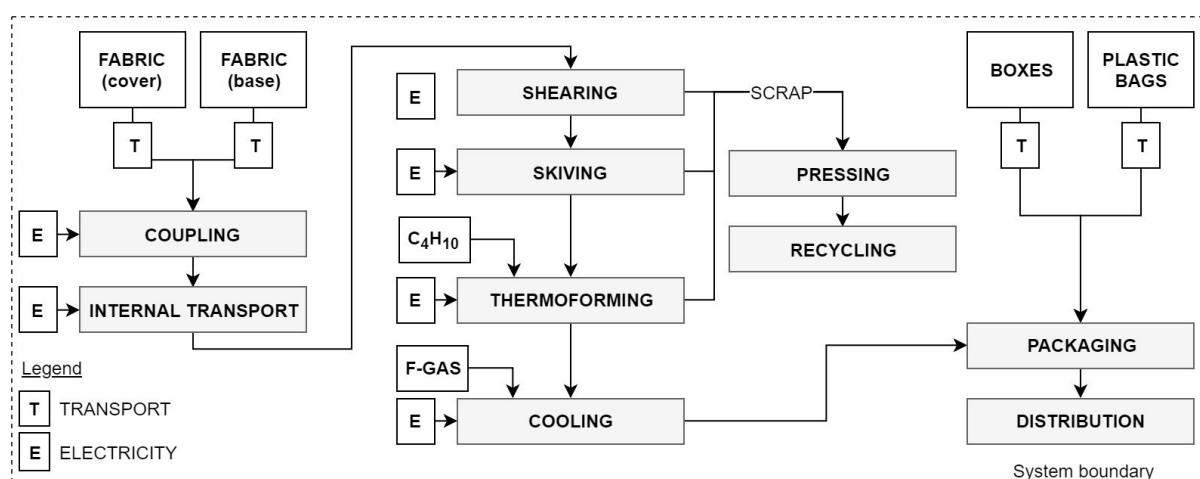 FABRIC
(cover)
FABRIC
(base)
T
T
E
COUPLING
E
INTERNAL TRANSPORT
Legend
T
TRANSPORT
E
ELECTRICITY
E
SHEARING
SCRAP
E
SKIVING
C₄H₁₀
E
THERMOFORMING
F-GAS
E
COOLING
PRESSING
RECYCLING
BOXES
PLASTIC
BAGS
T
T
PACKAGING
DISTRIBUTION
System boundary